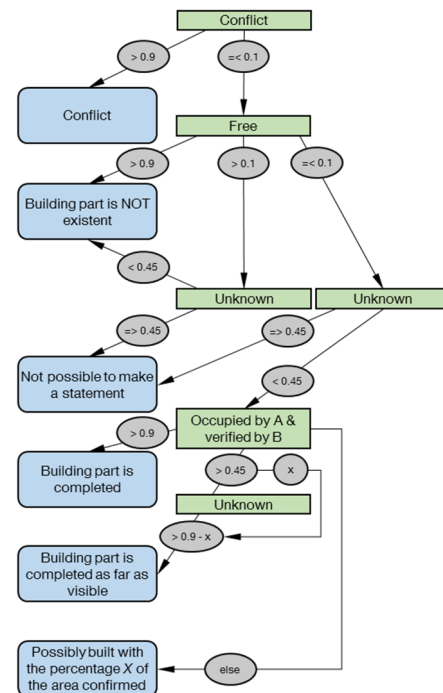 Conflict
> 0.9
=< 0.1
Conflict
Free
> 0.9
> 0.1
=< 0.1
Building part is NOT
existent
< 0.45
Unknown
Unknown
=> 0.45
=> 0.45
Not possible to make
a statement
< 0.45
Occupied by A &
verified by B
> 0.9
Building part is
completed
> 0.45
x
Unknown
> 0.9 - x
Building part is
completed as far as
visible
Possibly built with
the percentage X of
the area confirmed
else